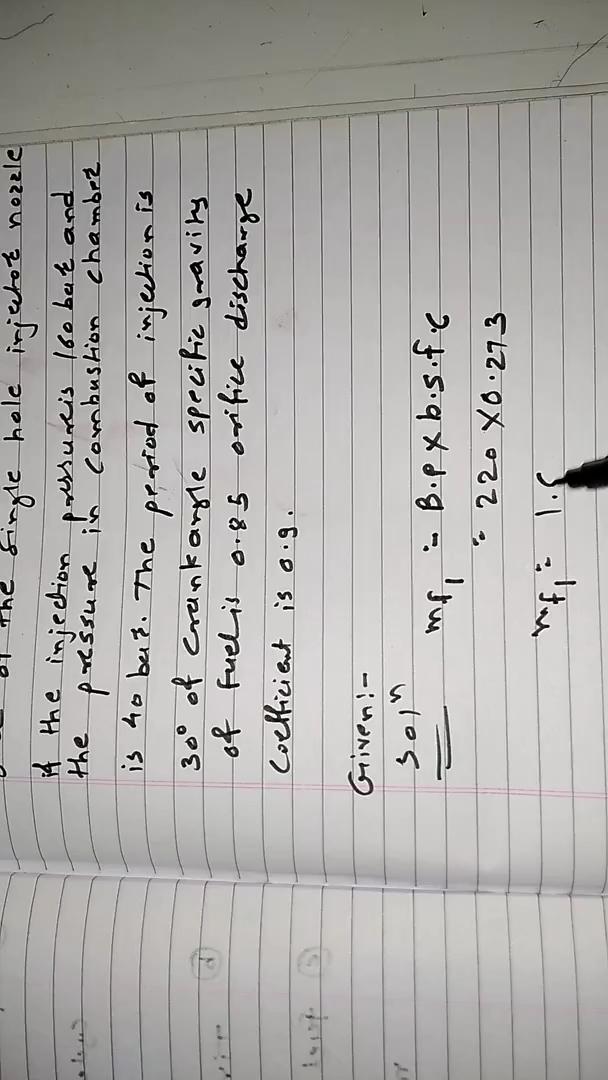 of the single hole injector nozzle
if the injection pressure is 160 bar and
the pressure in combustion chamber
is 40 bar. The period of injection is
30° of crankangle specific gravity
of fuel is 0.85 orifice discharge
coefficient is 0.9.
Given:-
Solⁿ
mf₁ = B.P X b.s.f.c
= 220 X 0.273
mf₁ =